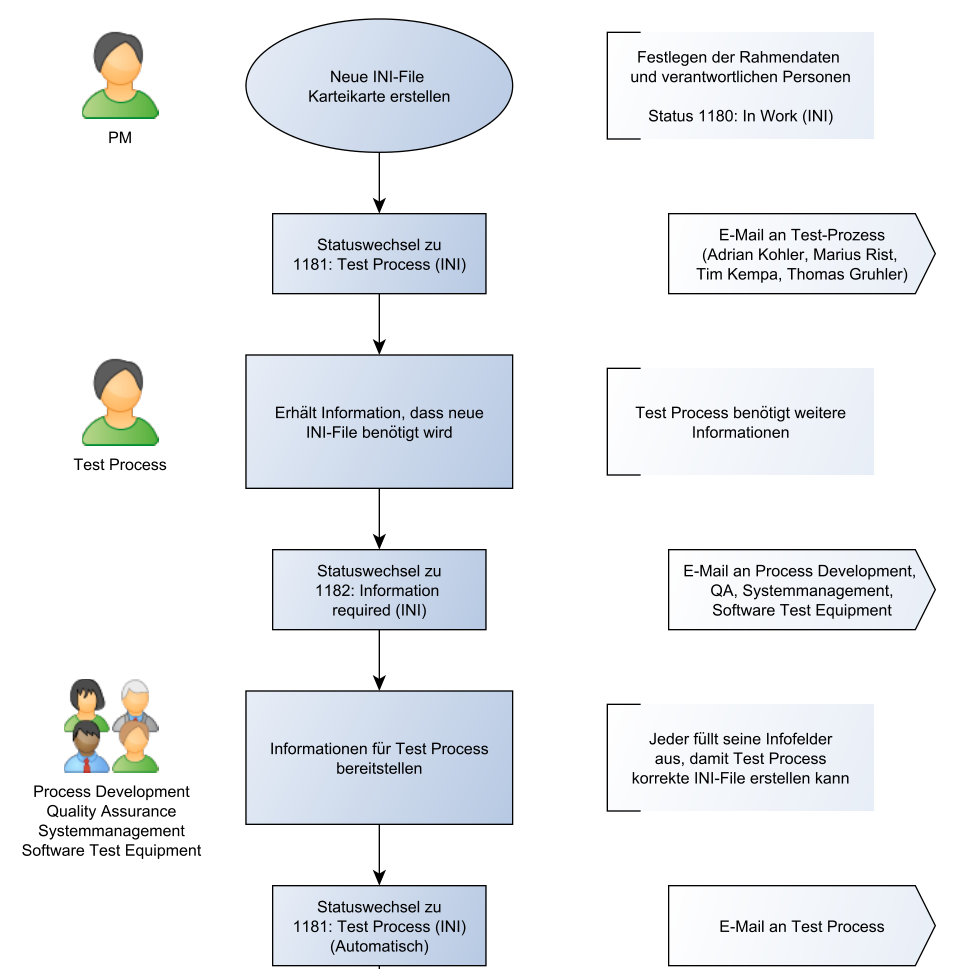 PM
Neue INI-File
Karteikarte erstellen
Festlegen der Rahmendaten
und verantwortlichen Personen
Status 1180: In Work (INI)
Statuswechsel zu
1181: Test Process (INI)
E-Mail an Test-Prozess
(Adrian Kohler, Marius Rist,
Tim Kempa, Thomas Gruhler)
Test Process
Erhält Information, dass neue
INI-File benötigt wird
Test Process benötigt weitere
Informationen
Statuswechsel zu
1182: Information
required (INI)
E-Mail an Process Development,
QA, Systemmanagement,
Software Test Equipment
Process Development
Quality Assurance
Systemmanagement
Software Test Equipment
Informationen für Test Process
bereitstellen
Jeder füllt seine Infofelder
aus, damit Test Process
korrekte INI-File erstellen kann
Statuswechsel zu
1181: Test Process (INI)
(Automatisch)
E-Mail an Test Process